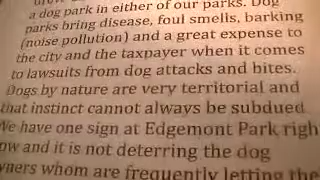 a dog park in either of our parks. Dog
parks bring disease, foul smells, barking
(noise pollution) and a great expense to
the city and the taxpayer when it comes
to lawsuits from dog attacks and bites.
Dogs by nature are very territorial and
that instinct cannot always be subdued
We have one sign at Edgemont Park righ
ow and it is not deterring the dog
wners whom are frequently letting the